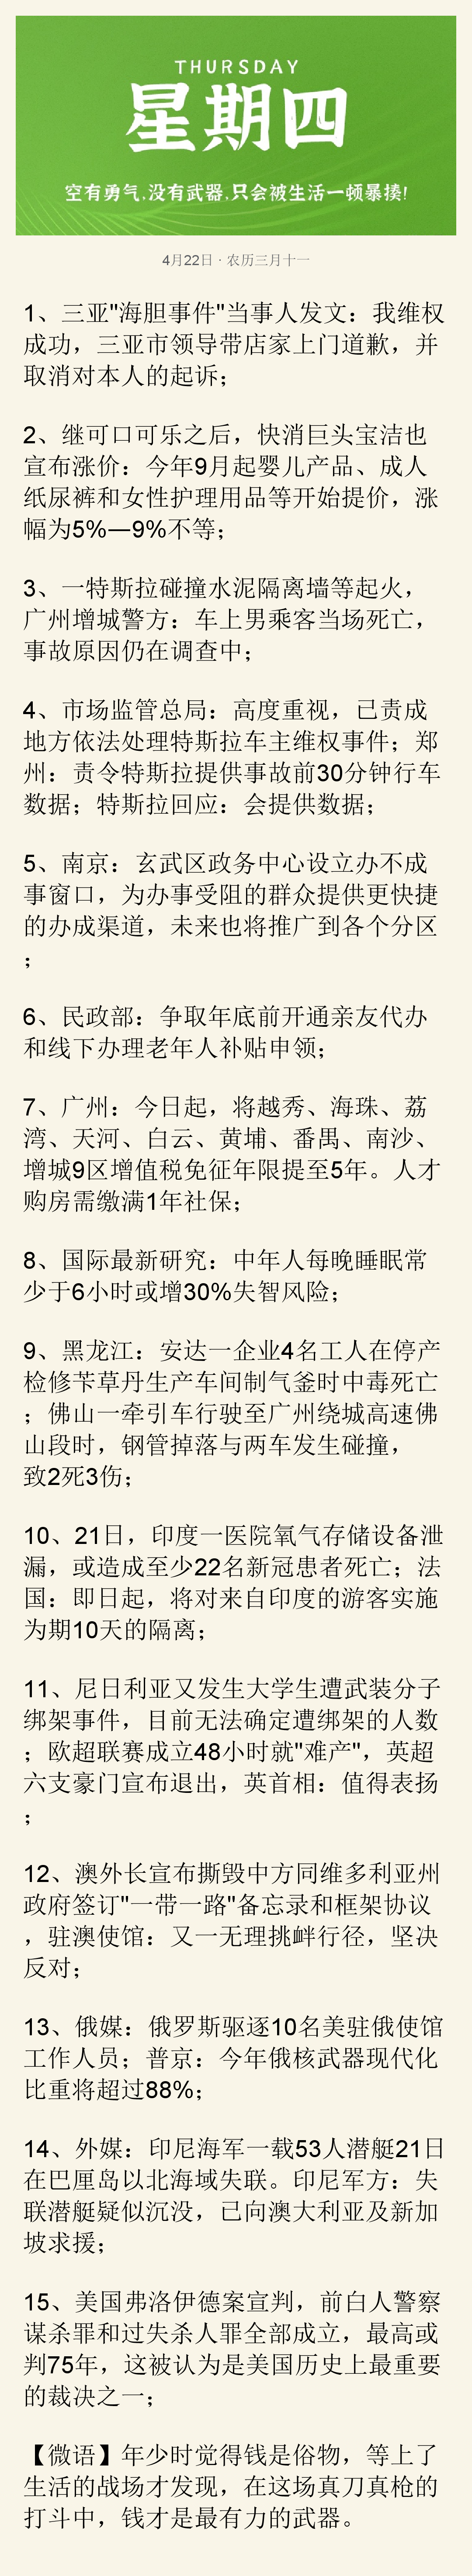 THURSDAY
星期四
空有勇气,没有武器,只会被生活一顿暴揍!
4月22日 · 农历三月十一
1、三亚"海胆事件"当事人发文：我维权
成功，三亚市领导带店家上门道歉，并
取消对本人的起诉；
2、继可口可乐之后，快消巨头宝洁也
宣布涨价：今年9月起婴儿产品、成人
纸尿裤和女性护理用品等开始提价，涨
幅为5%—9%不等；
3、一特斯拉碰撞水泥隔离墙等起火，
广州增城警方：车上男乘客当场死亡，
事故原因仍在调查中；
4、市场监管总局：高度重视，已责成
地方依法处理特斯拉车主维权事件；郑
州：责令特斯拉提供事故前30分钟行车
数据；特斯拉回应：会提供数据；
5、南京：玄武区政务中心设立办不成
事窗口，为办事受阻的群众提供更快捷
的办成渠道，未来也将推广到各个分区
；
6、民政部：争取年底前开通亲友代办
和线下办理老年人补贴申领；
7、广州：今日起，将越秀、海珠、荔
湾、天河、白云、黄埔、番禺、南沙、
增城9区增值税免征年限提至5年。人才
购房需缴满1年社保；
8、国际最新研究：中年人每晚睡眠常
少于6小时或增30%失智风险；
9、黑龙江：安达一企业4名工人在停产
检修苄草丹生产车间制气釜时中毒死亡
；佛山一牵引车行驶至广州绕城高速佛
山段时，钢管掉落与两车发生碰撞，
致2死3伤；
10、21日，印度一医院氧气存储设备泄
漏，或造成至少22名新冠患者死亡；法
国：即日起，将对来自印度的游客实施
为期10天的隔离；
11、尼日利亚又发生大学生遭武装分子
绑架事件，目前无法确定遭绑架的人数
；欧超联赛成立48小时就"难产"，英超
六支豪门宣布退出，英首相：值得表扬
；
12、澳外长宣布撕毁中方同维多利亚州
政府签订"一带一路"备忘录和框架协议
，驻澳使馆：又一无理挑衅行径，坚决
反对；
13、俄媒：俄罗斯驱逐10名美驻俄使馆
工作人员；普京：今年俄核武器现代化
比重将超过88%；
14、外媒：印尼海军一载53人潜艇21日
在巴厘岛以北海域失联。印尼军方：失
联潜艇疑似沉没，已向澳大利亚及新加
坡求援；
15、美国弗洛伊德案宣判，前白人警察
谋杀罪和过失杀人罪全部成立，最高或
判75年，这被认为是美国历史上最重要
的裁决之一；
【微语】年少时觉得钱是俗物，等上了
生活的战场才发现，在这场真刀真枪的
打斗中，钱才是最有力的武器。